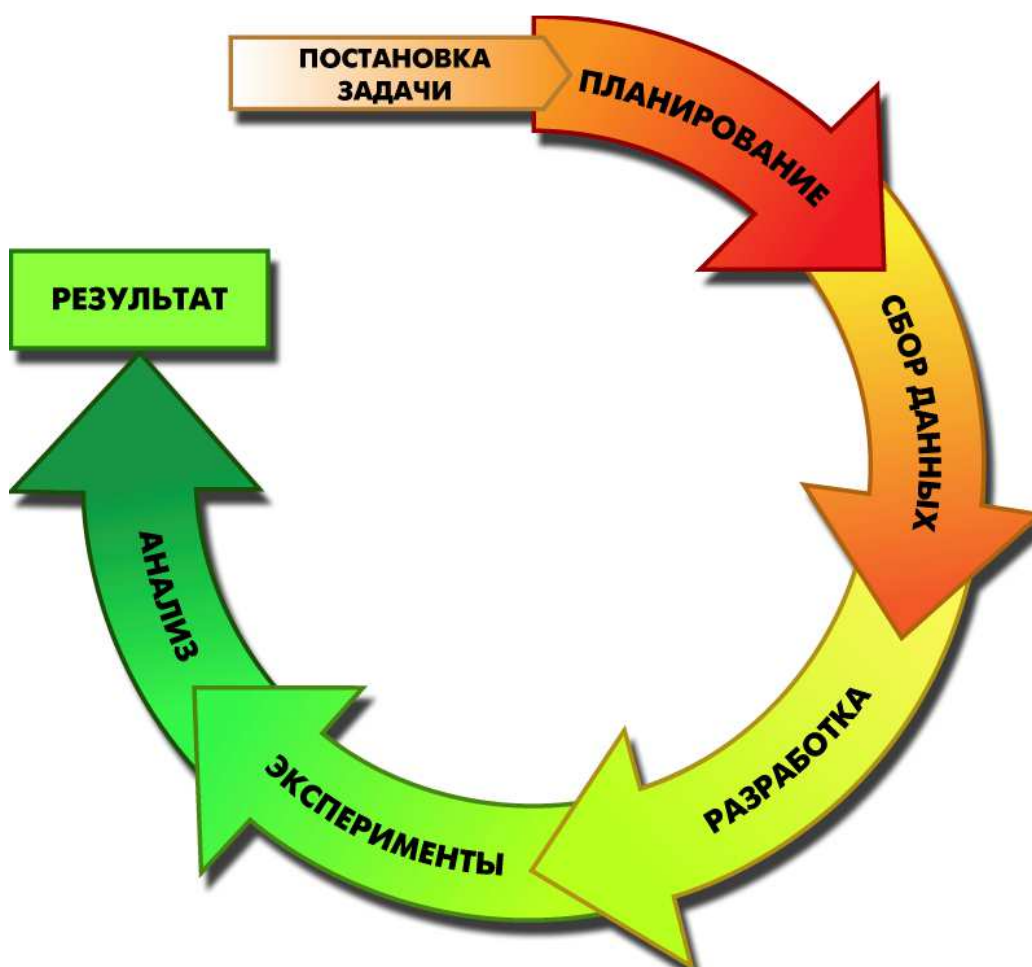 ПОСТАНОВКА
ЗАДАЧИ
ПЛАНИРОВАНИЕ
СБОР ДАННЫХ
РАЗРАБОТКА
ЭКСПЕРИМЕНТЫ
АНАЛИЗ
РЕЗУЛЬТАТ